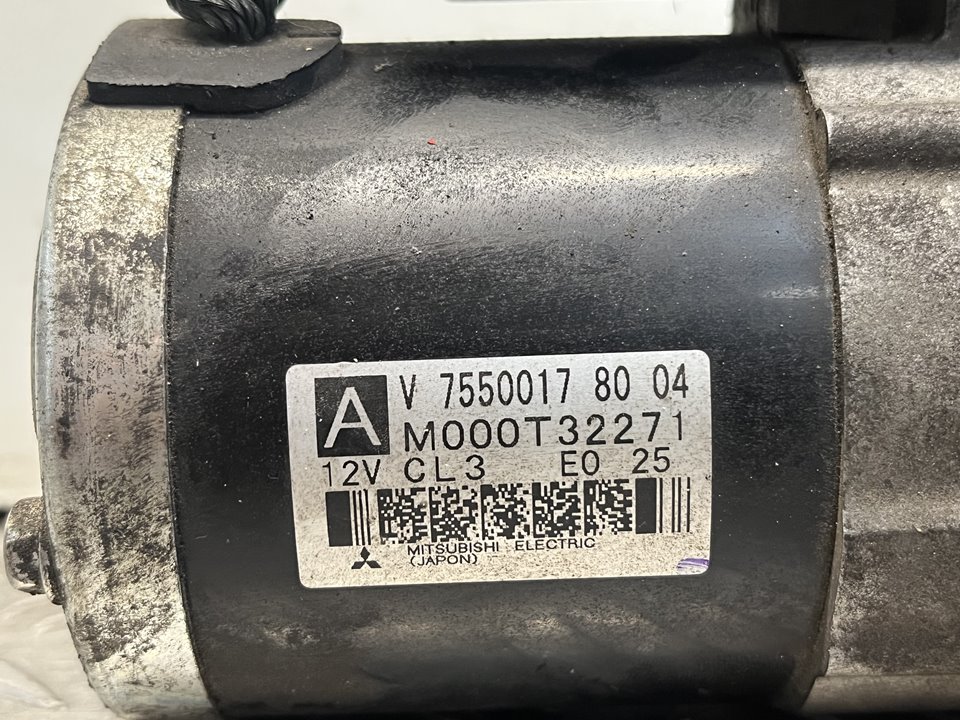 A V 7550017 80 04
M000T32271
12V CL3 E0 25
MITSUBISHI ELECTRIC
(JAPON)